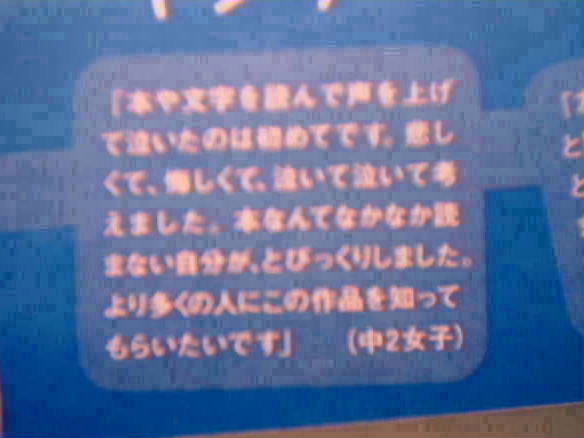 「本や文字を読んで声を上げ
て泣いたのは初めてです。悲し
くて、悔しくて、泣いて泣いて考
えました。本なんてなかなか読
まない自分が、とびっくりしました。
より多くの人にこの作品を知って
もらいたいです」 (中2女子)